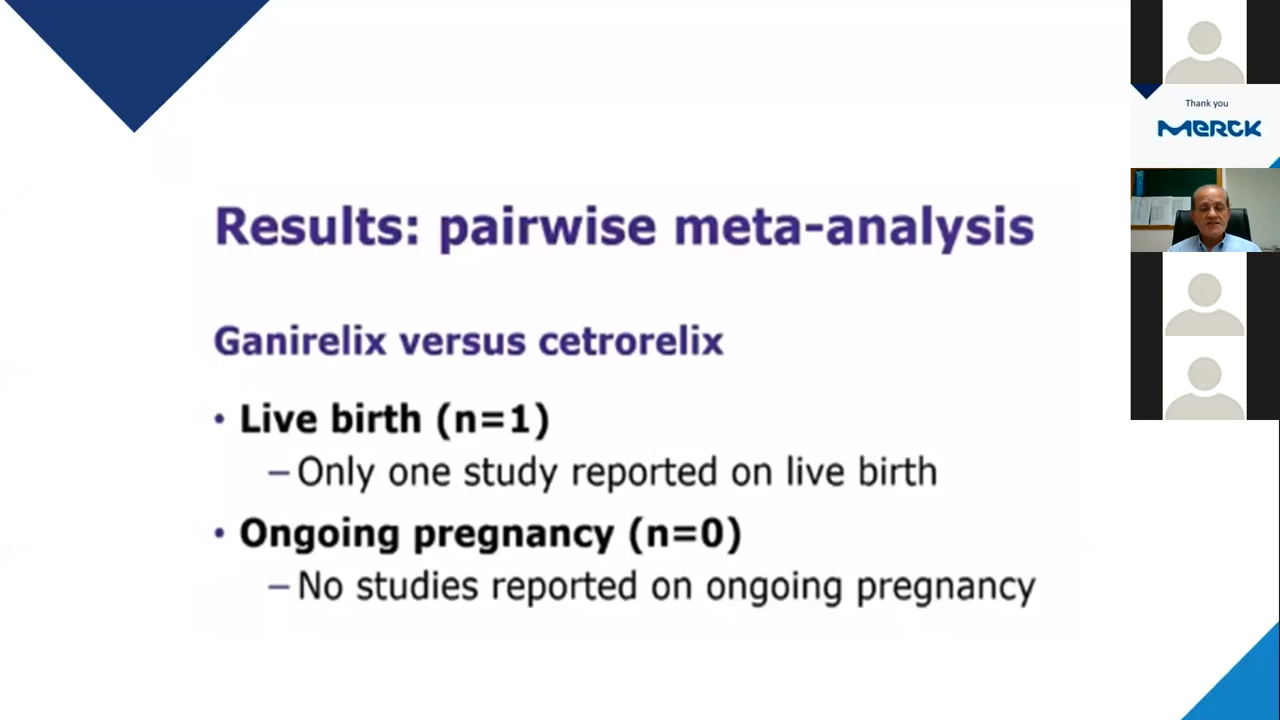 Results: pairwise meta-analysis
Ganirelix versus cetrorelix
• Live birth (n=1)
– Only one study reported on live birth
• Ongoing pregnancy (n=0)
– No studies reported on ongoing pregnancy
Thank you
MERCK